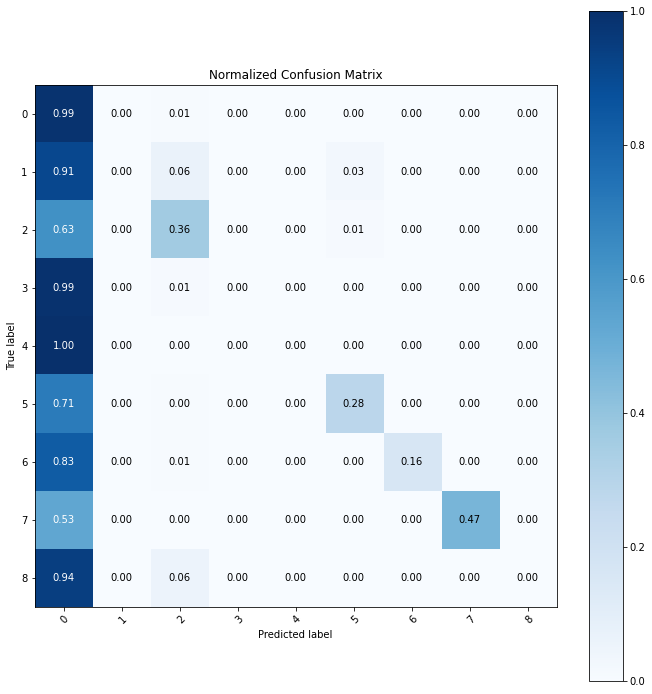 Normalized Confusion Matrix
True label
0 0.99 0.00 0.01 0.00 0.00 0.00 0.00 0.00 0.00
1 0.91 0.00 0.06 0.00 0.00 0.03 0.00 0.00 0.00
2 0.63 0.00 0.36 0.00 0.00 0.01 0.00 0.00 0.00
3 0.99 0.00 0.01 0.00 0.00 0.00 0.00 0.00 0.00
4 1.00 0.00 0.00 0.00 0.00 0.00 0.00 0.00 0.00
5 0.71 0.00 0.00 0.00 0.00 0.28 0.00 0.00 0.00
6 0.83 0.00 0.01 0.00 0.00 0.00 0.16 0.00 0.00
7 0.53 0.00 0.00 0.00 0.00 0.00 0.00 0.47 0.00
8 0.94 0.00 0.06 0.00 0.00 0.00 0.00 0.00 0.00
0 1 2 3 4 5 6 7 8
Predicted label
1.0
0.8
0.6
0.4
0.2
0.0